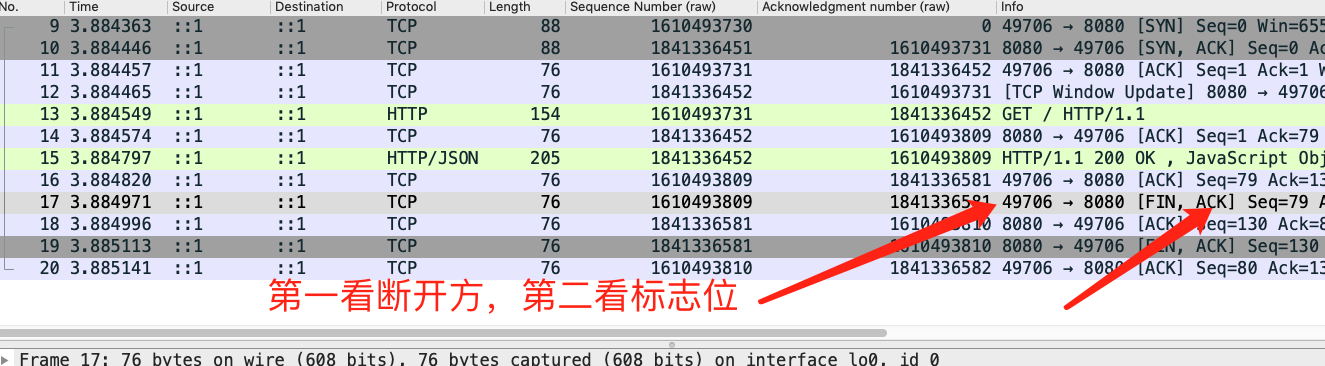 No. Time Source Destination Protocol Length Sequence Number (raw) Acknowledgment number (raw) Info
9 3.884363 ::1 ::1 TCP 88 1610493730 0 49706 → 8080 [SYN] Seq=0 Win=655
10 3.884446 ::1 ::1 TCP 88 1841336451 1610493731 8080 → 49706 [SYN, ACK] Seq=0 Ac
11 3.884457 ::1 ::1 TCP 76 1610493731 1841336452 49706 → 8080 [ACK] Seq=1 Ack=1 W
12 3.884465 ::1 ::1 TCP 76 1841336452 1610493731 [TCP Window Update] 8080 → 49706
13 3.884549 ::1 ::1 HTTP 154 1610493731 1841336452 GET / HTTP/1.1
14 3.884574 ::1 ::1 TCP 76 1841336452 1610493809 8080 → 49706 [ACK] Seq=1 Ack=79
15 3.884797 ::1 ::1 HTTP/JSON 205 1841336452 1610493809 HTTP/1.1 200 OK , JavaScript Obj
16 3.884820 ::1 ::1 TCP 76 1610493809 1841336581 49706 → 8080 [ACK] Seq=79 Ack=13
17 3.884971 ::1 ::1 TCP 76 1610493809 1841336581 49706 → 8080 [FIN, ACK] Seq=79 A
18 3.884996 ::1 ::1 TCP 76 1841336581 1610493810 8080 → 49706 [ACK] Seq=130 Ack=8
19 3.885113 ::1 ::1 TCP 76 1841336581 1610493810 8080 → 49706 [FIN, ACK] Seq=130
20 3.885141 ::1 ::1 TCP 76 1610493810 1841336582 49706 → 8080 [ACK] Seq=80 Ack=13
第一看断开方，第二看标志位
Frame 17: 76 bytes on wire (608 bits), 76 bytes captured (608 bits) on interface lo0, id 0